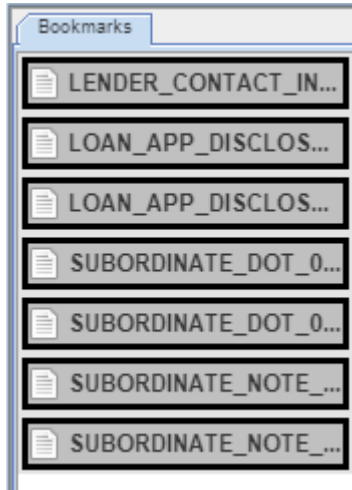 Bookmarks
LENDER_CONTACT_IN...
LOAN_APP_DISCLOS...
LOAN_APP_DISCLOS...
SUBORDINATE_DOT_0...
SUBORDINATE_DOT_0...
SUBORDINATE_NOTE_...
SUBORDINATE_NOTE_...